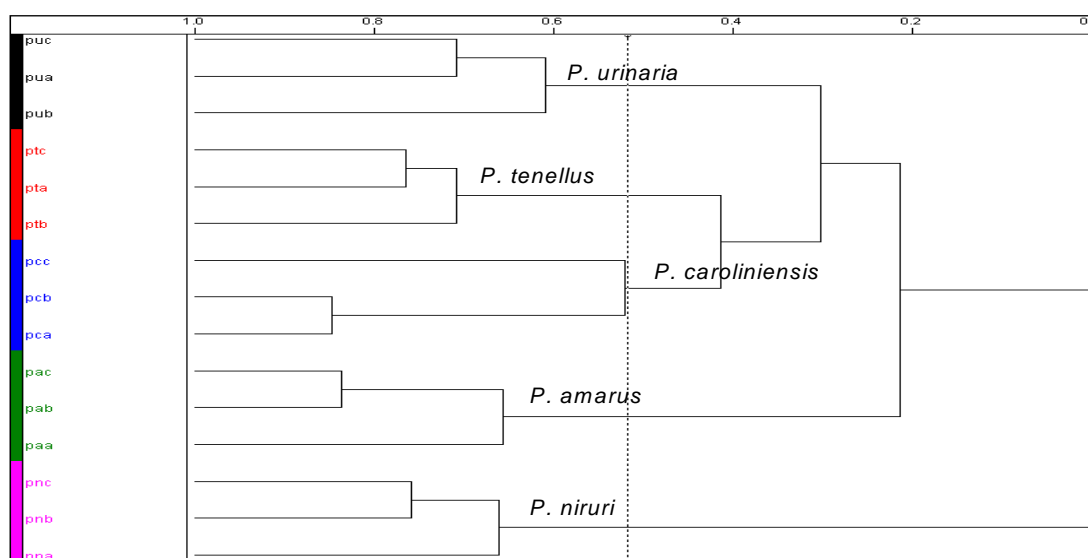 1.0 0.8 0.6 0.4 0.2 0
puc
pua
P. urinaria
pub
ptc
pta
P. tenellus
ptb
pcc
P. caroliniensis
pcb
pca
pac
pab
P. amarus
paa
pnc
pnb
P. niruri